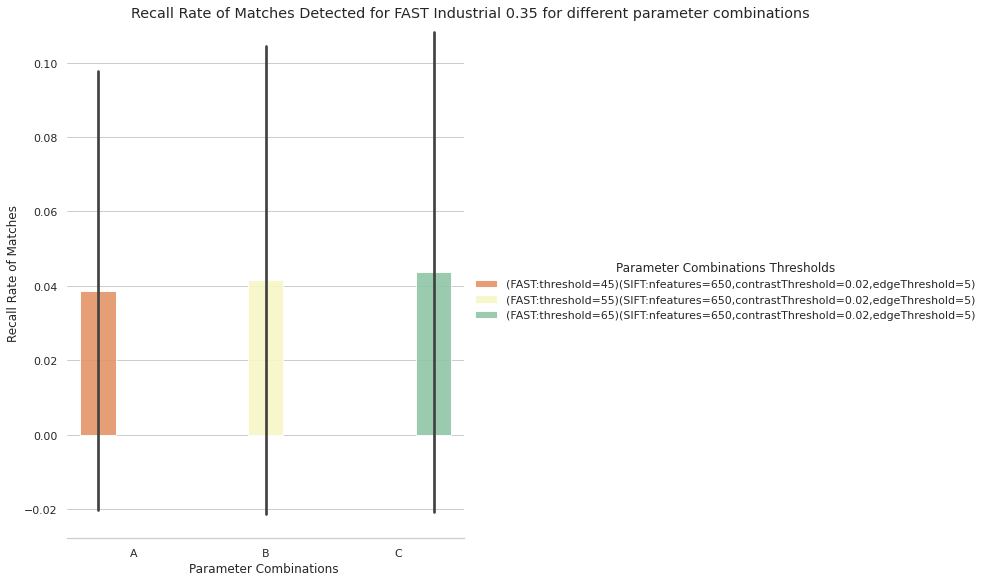 Recall Rate of Matches Detected for FAST Industrial 0.35 for different parameter combinations
0.10
0.08
0.06
0.04
0.02
0.00
−0.02
Recall Rate of Matches
A
B
C
Parameter Combinations
Parameter Combinations Thresholds
(FAST:threshold=45)(SIFT:nfeatures=650,contrastThreshold=0.02,edgeThreshold=5)
(FAST:threshold=55)(SIFT:nfeatures=650,contrastThreshold=0.02,edgeThreshold=5)
(FAST:threshold=65)(SIFT:nfeatures=650,contrastThreshold=0.02,edgeThreshold=5)